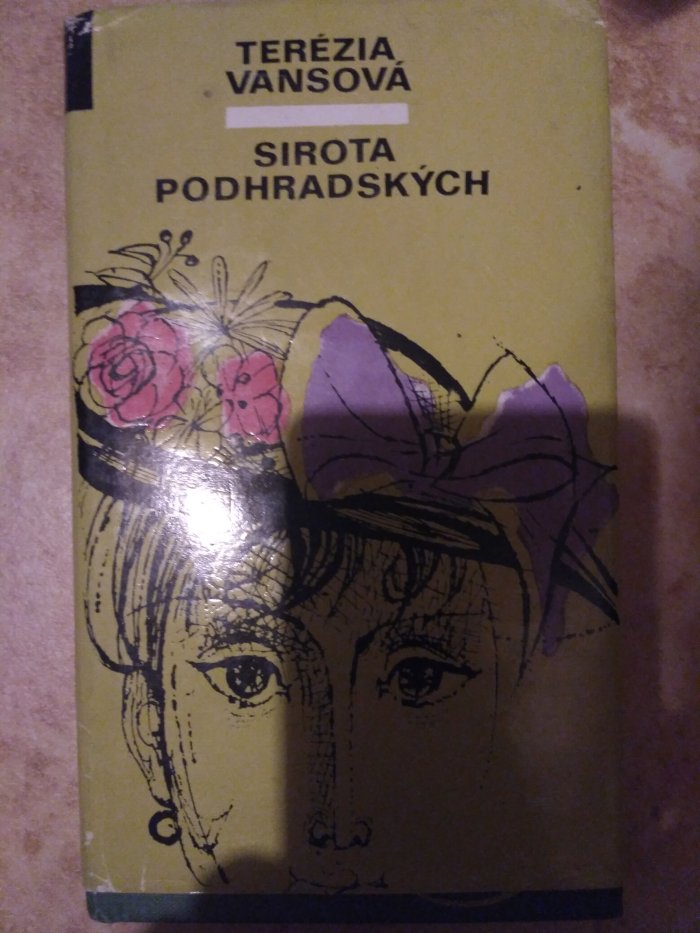 TERÉZIA
VANSOVÁ
SIROTA
PODHRADSKÝCH